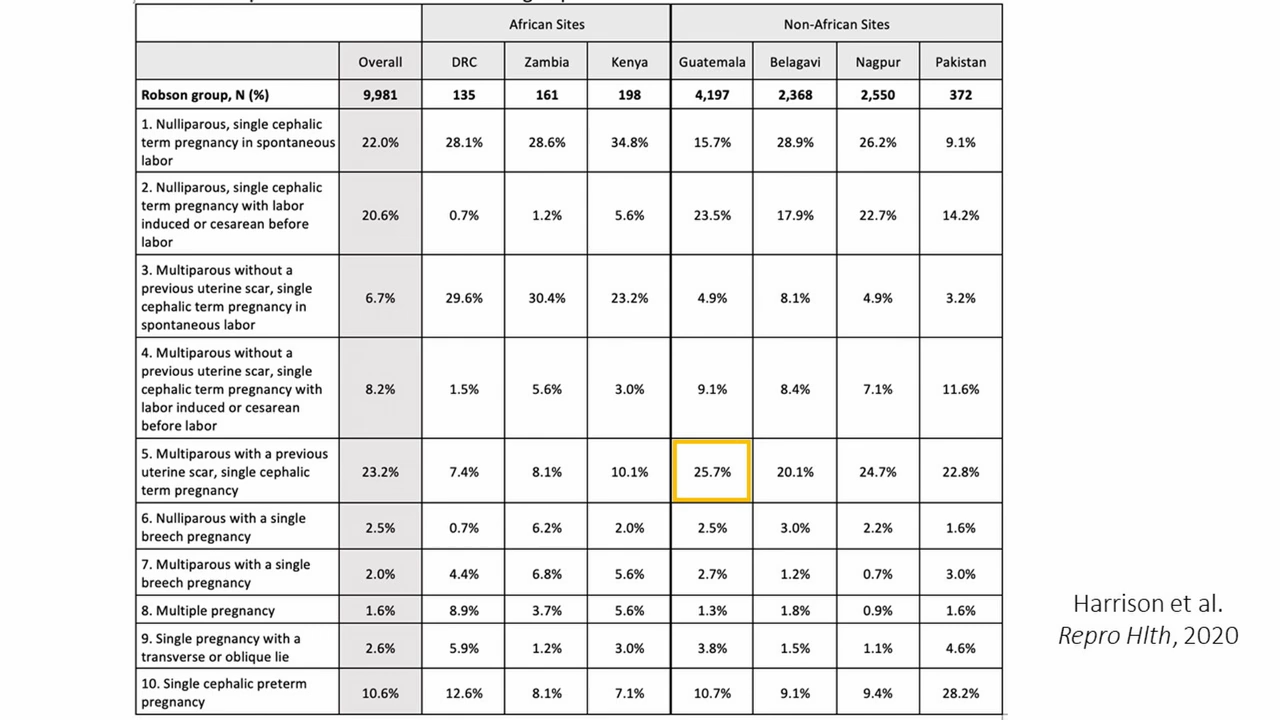 African Sites Non-African Sites
Overall DRC Zambia Kenya Guatemala Belagavi Nagpur Pakistan
Robson group, N (%) 9,981 135 161 198 4,197 2,368 2,550 372
1. Nulliparous, single cephalic
term pregnancy in spontaneous
labor
22.0% 28.1% 28.6% 34.8% 15.7% 28.9% 26.2% 9.1%
2. Nulliparous, single cephalic
term pregnancy with labor
induced or cesarean before
labor
20.6% 0.7% 1.2% 5.6% 23.5% 17.9% 22.7% 14.2%
3. Multiparous without a
previous uterine scar, single
cephalic term pregnancy in
spontaneous labor
6.7% 29.6% 30.4% 23.2% 4.9% 8.1% 4.9% 3.2%
4. Multiparous without a
previous uterine scar, single
cephalic term pregnancy with
labor induced or cesarean
before labor
8.2% 1.5% 5.6% 3.0% 9.1% 8.4% 7.1% 11.6%
5. Multiparous with a previous
uterine scar, single cephalic
term pregnancy
23.2% 7.4% 8.1% 10.1% 25.7% 20.1% 24.7% 22.8%
6. Nulliparous with a single
breech pregnancy
2.5% 0.7% 6.2% 2.0% 2.5% 3.0% 2.2% 1.6%
7. Multiparous with a single
breech pregnancy
2.0% 4.4% 6.8% 5.6% 2.7% 1.2% 0.7% 3.0%
8. Multiple pregnancy 1.6% 8.9% 3.7% 5.6% 1.3% 1.8% 0.9% 1.6%
9. Single pregnancy with a
transverse or oblique lie
2.6% 5.9% 1.2% 3.0% 3.8% 1.5% 1.1% 4.6%
10. Single cephalic preterm
pregnancy
10.6% 12.6% 8.1% 7.1% 10.7% 9.1% 9.4% 28.2%
Harrison et al.
Repro Hlth, 2020